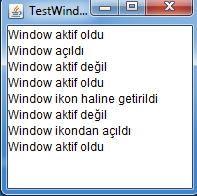 TestWind...
Window aktif oldu
Window açıldı
Window aktif değil
Window aktif oldu
Window ikon haline getirildi
Window aktif değil
Window ikondan açıldı
Window aktif oldu